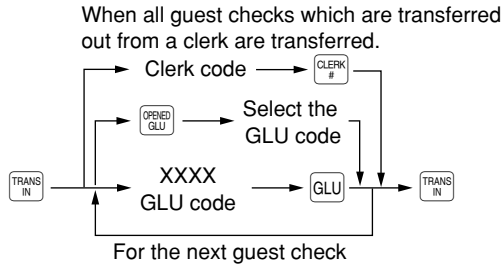 When all guest checks which are transferred
out from a clerk are transferred.
Clerk code
CLERK
#
OPENED
GLU
Select the
GLU code
TRANS
IN
XXXX
GLU code
GLU
TRANS
IN
For the next guest check